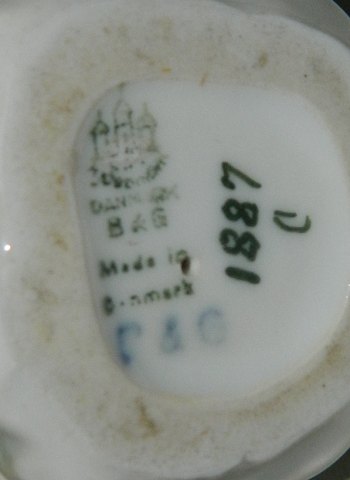 DANMARK
B & G
Made in
Denmark
B & G
1887